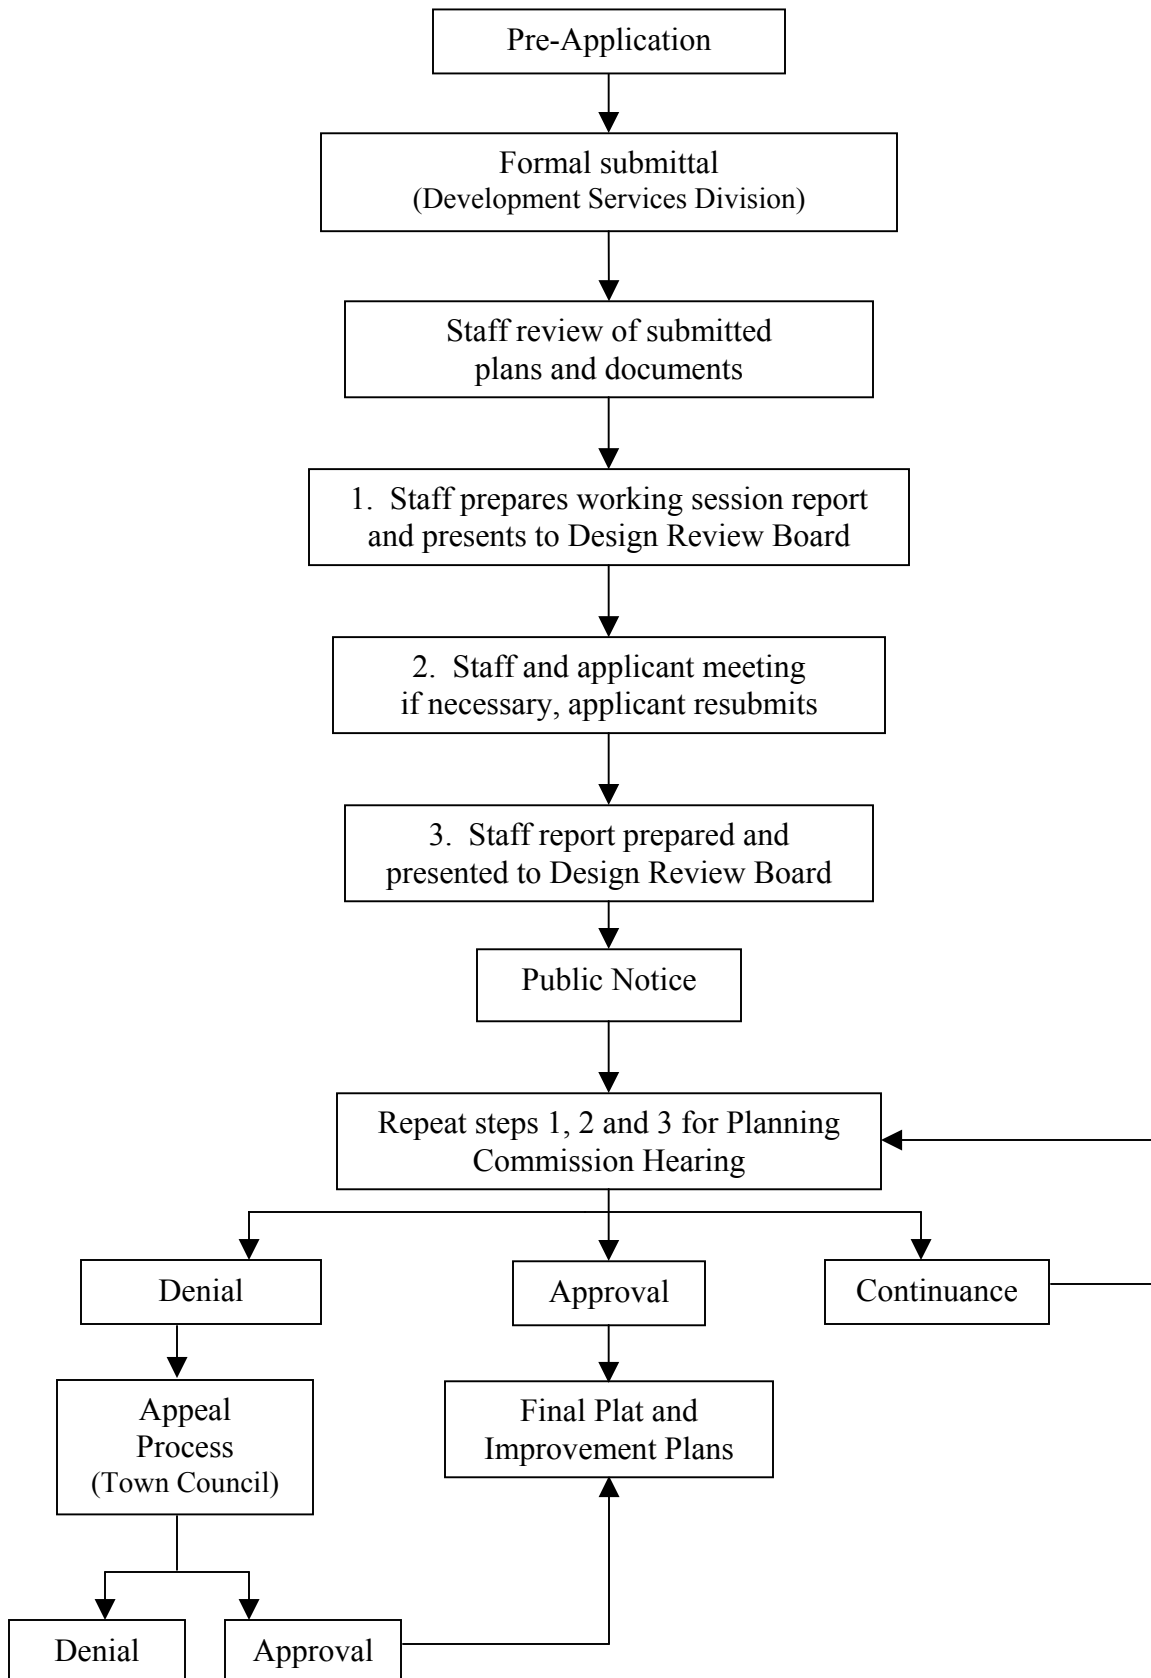 Pre-Application
Formal submittal
(Development Services Division)
Staff review of submitted
plans and documents
1.  Staff prepares working session report
and presents to Design Review Board
2.  Staff and applicant meeting
if necessary, applicant resubmits
3.  Staff report prepared and
presented to Design Review Board
Public Notice
Repeat steps 1, 2 and 3 for Planning
Commission Hearing
Denial
Approval
Continuance
Appeal
Process
(Town Council)
Final Plat and
Improvement Plans
Denial
Approval